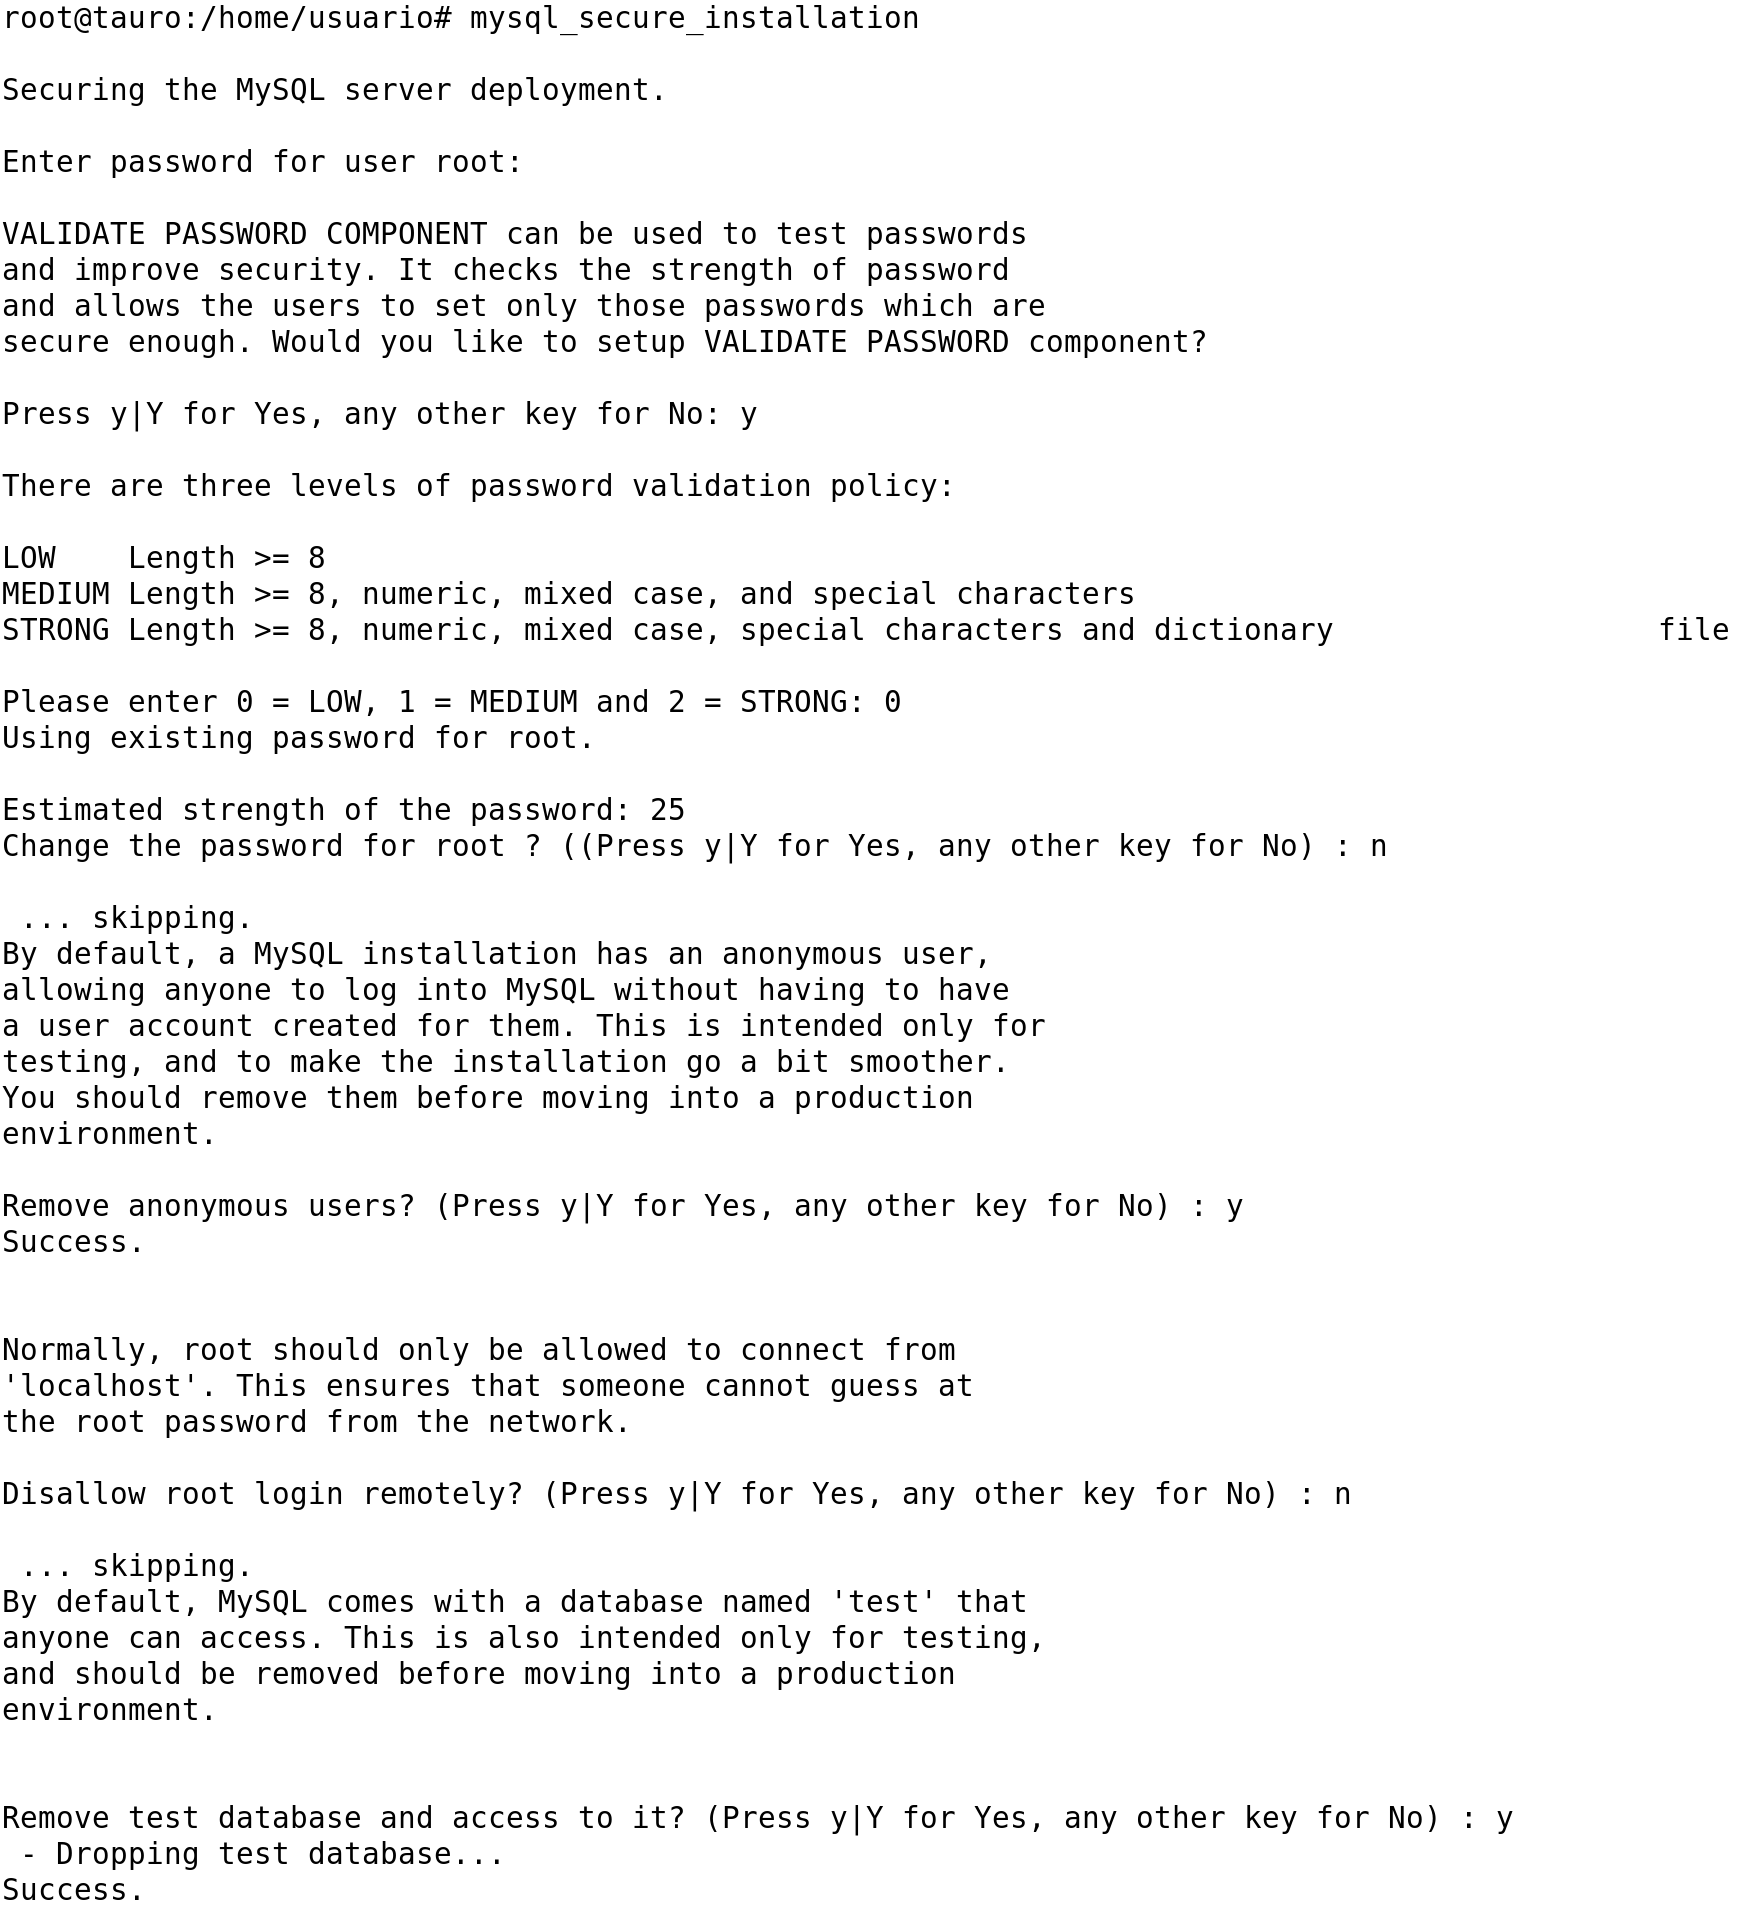 root@tauro:/home/usuario# mysql_secure_installation

Securing the MySQL server deployment.

Enter password for user root:

VALIDATE PASSWORD COMPONENT can be used to test passwords
and improve security. It checks the strength of password
and allows the users to set only those passwords which are
secure enough. Would you like to setup VALIDATE PASSWORD component?

Press y|Y for Yes, any other key for No: y

There are three levels of password validation policy:

LOW    Length >= 8
MEDIUM Length >= 8, numeric, mixed case, and special characters
STRONG Length >= 8, numeric, mixed case, special characters and dictionary                  file

Please enter 0 = LOW, 1 = MEDIUM and 2 = STRONG: 0
Using existing password for root.

Estimated strength of the password: 25
Change the password for root ? ((Press y|Y for Yes, any other key for No) : n

 ... skipping.
By default, a MySQL installation has an anonymous user,
allowing anyone to log into MySQL without having to have
a user account created for them. This is intended only for
testing, and to make the installation go a bit smoother.
You should remove them before moving into a production
environment.

Remove anonymous users? (Press y|Y for Yes, any other key for No) : y
Success.


Normally, root should only be allowed to connect from
'localhost'. This ensures that someone cannot guess at
the root password from the network.

Disallow root login remotely? (Press y|Y for Yes, any other key for No) : n

 ... skipping.
By default, MySQL comes with a database named 'test' that
anyone can access. This is also intended only for testing,
and should be removed before moving into a production
environment.


Remove test database and access to it? (Press y|Y for Yes, any other key for No) : y
 - Dropping test database...
Success.